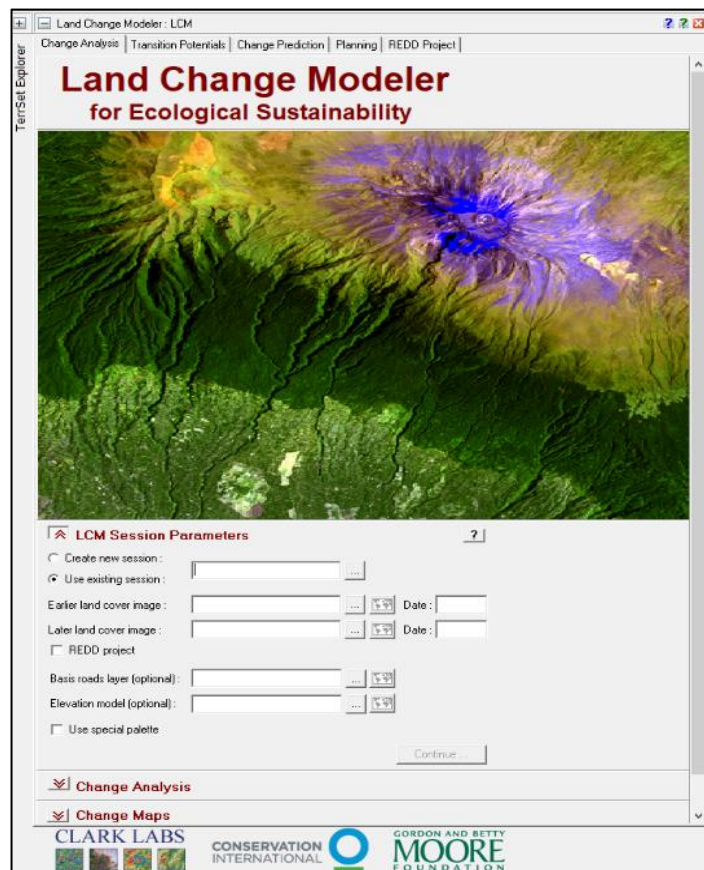 Land Change Modeler : LCM
TerrSet Explorer
Change Analysis Transition Potentials Change Prediction Planning REDD Project
Land Change Modeler
for Ecological Sustainability
LCM Session Parameters ?
Create new session :
Use existing session : ...
Earlier land cover image : ... Date :
Later land cover image : ... Date :
REDD project
Basis roads layer (optional) : ...
Elevation model (optional) : ...
Use special palette
Continue ...
Change Analysis
Change Maps
CLARK LABS
CONSERVATION
INTERNATIONAL
GORDON AND BETTY
MOORE
FOUNDATION